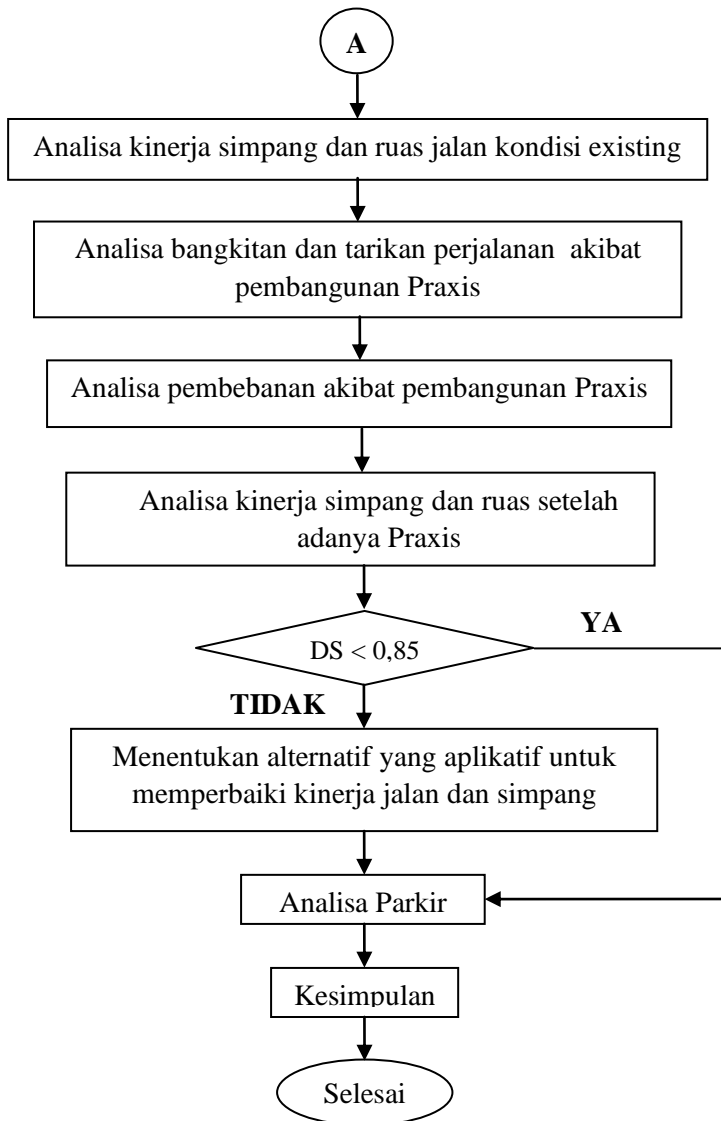 A
Analisa kinerja simpang dan ruas jalan kondisi existing
Analisa bangkitan dan tarikan perjalanan akibat
pembangunan Praxis
Analisa pembebanan akibat pembangunan Praxis
Analisa kinerja simpang dan ruas setelah
adanya Praxis
YA
DS < 0,85
TIDAK
Menentukan alternatif yang aplikatif untuk
memperbaiki kinerja jalan dan simpang
Analisa Parkir
Kesimpulan
Selesai